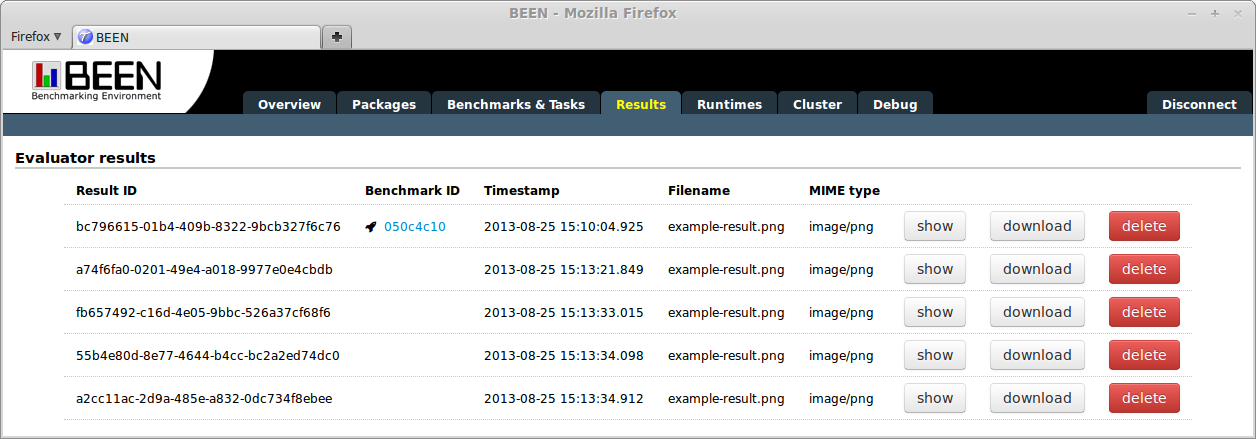 BEEN - Mozilla Firefox
Firefox
BEEN
BEEN
Benchmarking Environment
Overview Packages Benchmarks & Tasks Results Runtimes Cluster Debug Disconnect
Evaluator results
Result ID Benchmark ID Timestamp Filename MIME type
bc796615-01b4-409b-8322-9bcb327f6c76 050c4c10 2013-08-25 15:10:04.925 example-result.png image/png show download delete
a74f6fa0-0201-49e4-a018-9977e0e4cbdb 2013-08-25 15:13:21.849 example-result.png image/png show download delete
fb657492-c16d-4e05-9bbc-526a37cf68f6 2013-08-25 15:13:33.015 example-result.png image/png show download delete
55b4e80d-8e77-4644-b4cc-bc2a2ed74dc0 2013-08-25 15:13:34.098 example-result.png image/png show download delete
a2cc11ac-2d9a-485e-a832-0dc734f8ebee 2013-08-25 15:13:34.912 example-result.png image/png show download delete